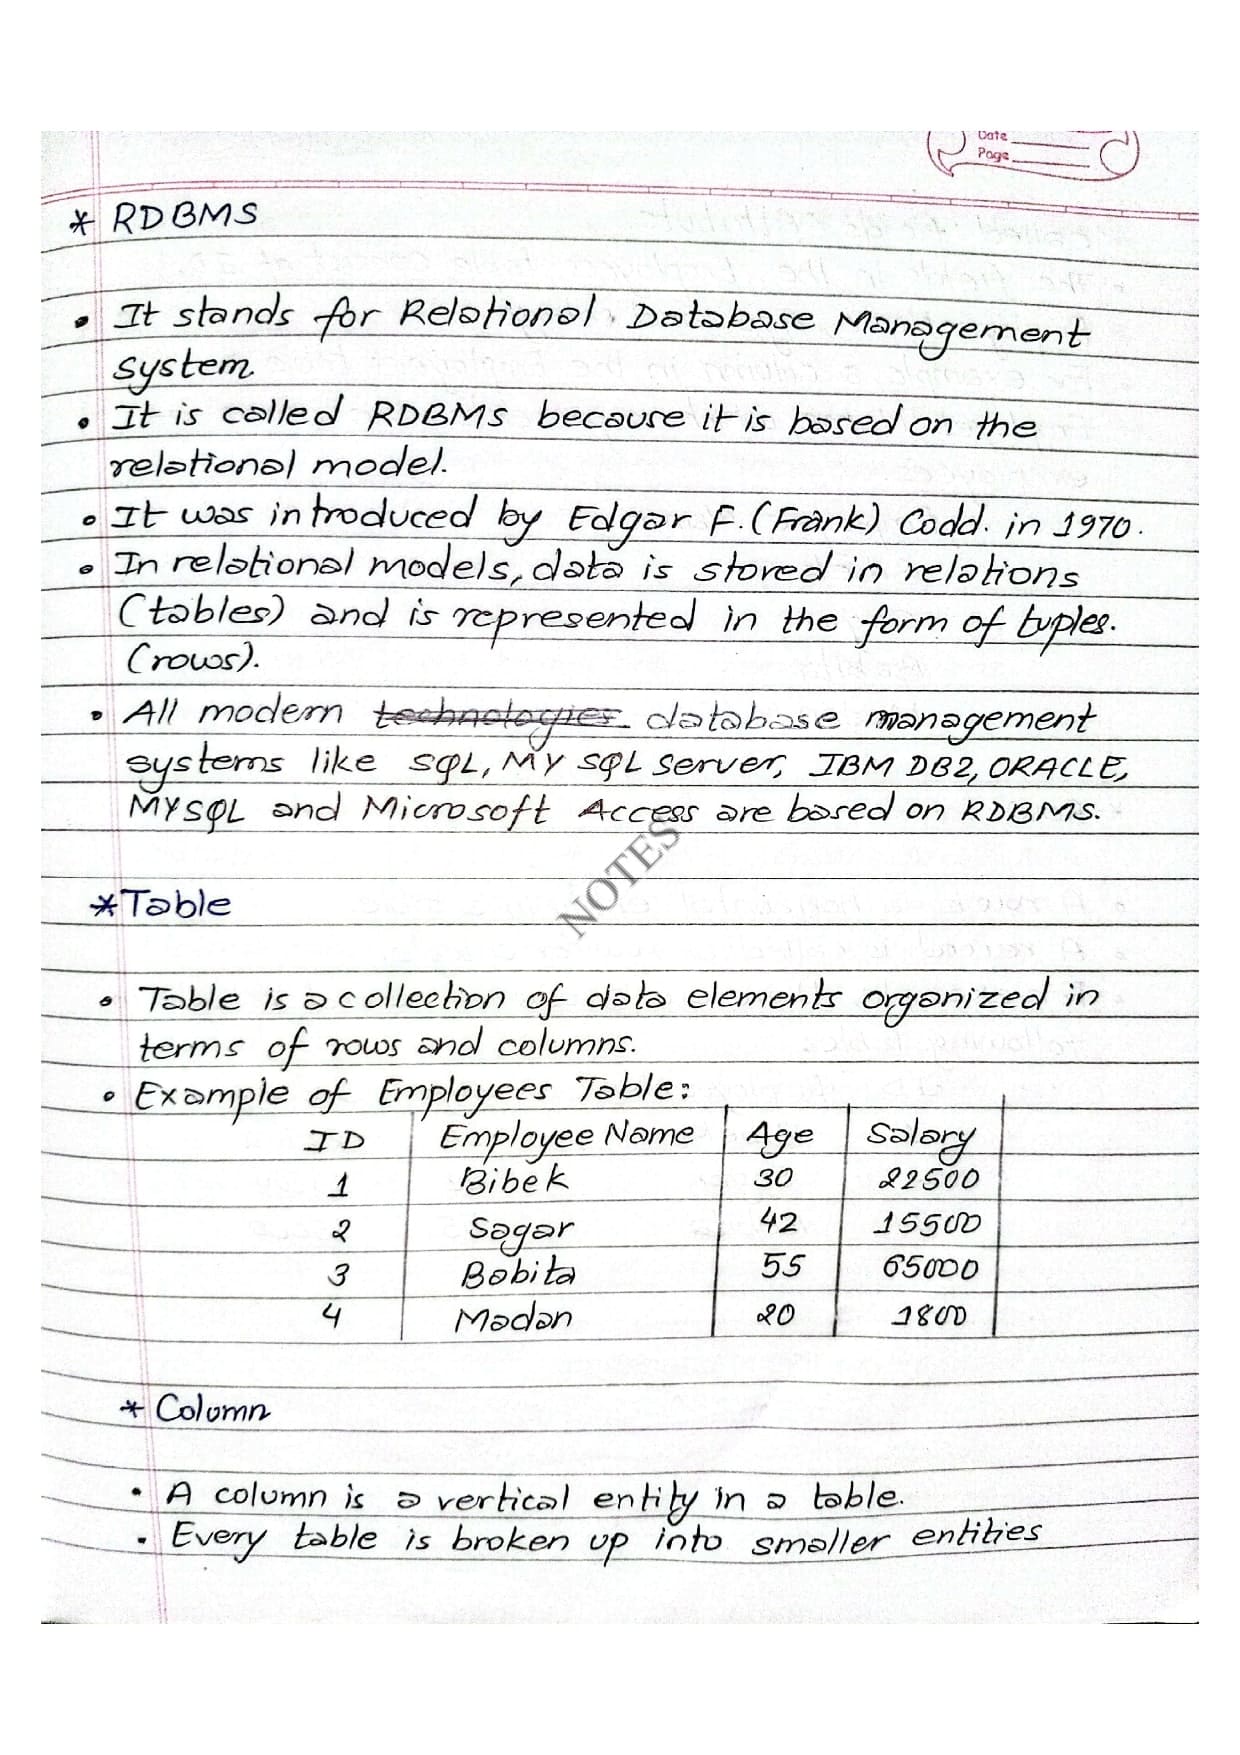 Date
Page
* RDBMS
• It stands for Relational Database Management
system.
• It is called RDBMS because it is based on the
relational model.
• It was introduced by Edgar F. (Frank) Codd. in 1970.
• In relational models, data is stored in relations
(tables) and is represented in the form of tuples.
(rows).
• All modern technologies database management
systems like SQL, MY SQL Server, IBM DB2, ORACLE,
MYSQL and Microsoft Access are based on RDBMS.
NOTES
* Table
• Table is a collection of data elements organized in
terms of rows and columns.
• Example of Employees Table:
ID Employee Name Age Salary
1 Bibek 30 22500
2 Sagar 42 15500
3 Babita 55 65000
4 Madan 20 1800
* Column
• A column is a vertical entity in a table.
• Every table is broken up into smaller entities